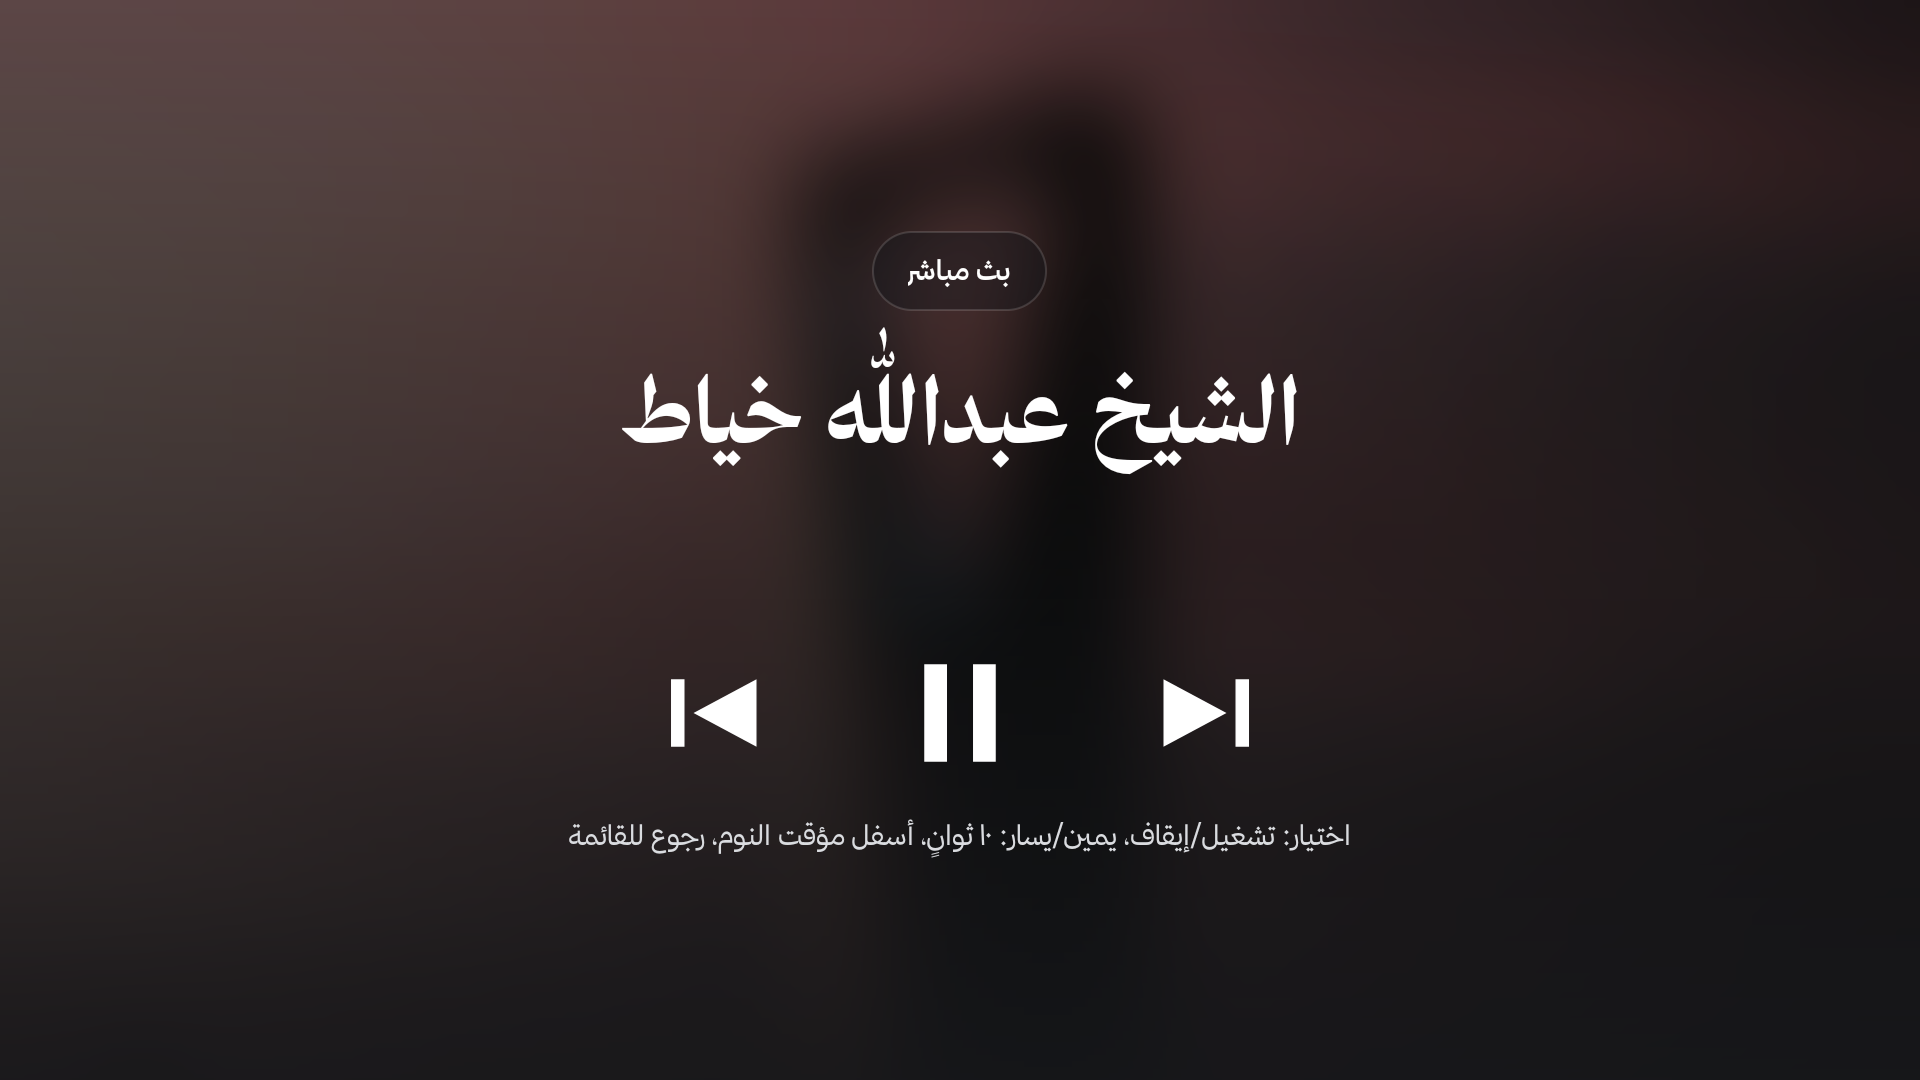 بث مباشر
الشيخ عبدالله خياط
اختيار: تشغيل/إيقاف، يمين/يسار: ١٠ ثوانٍ، أسفل مؤقت النوم، رجوع للقائمة